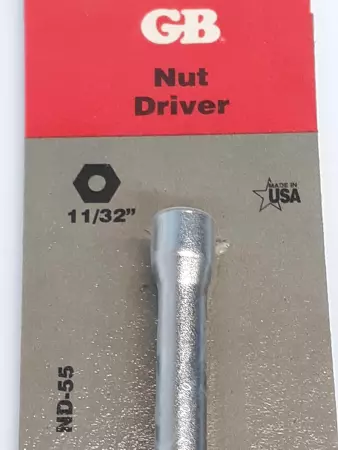 GB
Nut
Driver
11/32"
MADE IN
USA
ND-55